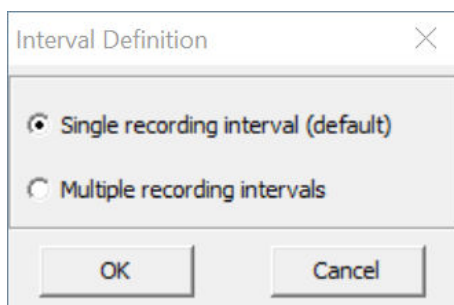 Interval Definition
Single recording interval (default)
Multiple recording intervals
OK Cancel